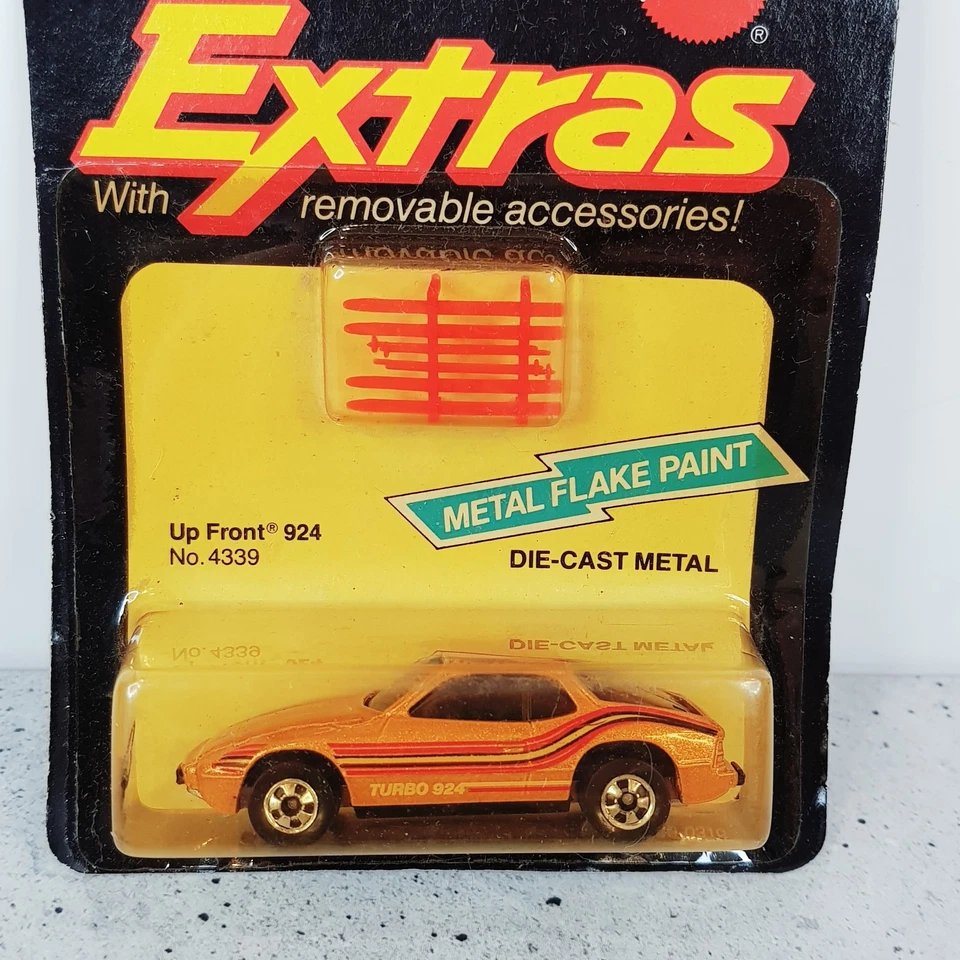 ®
Extras
With removable accessories!
METAL FLAKE PAINT
Up Front® 924
No. 4339
DIE-CAST METAL
TURBO 924